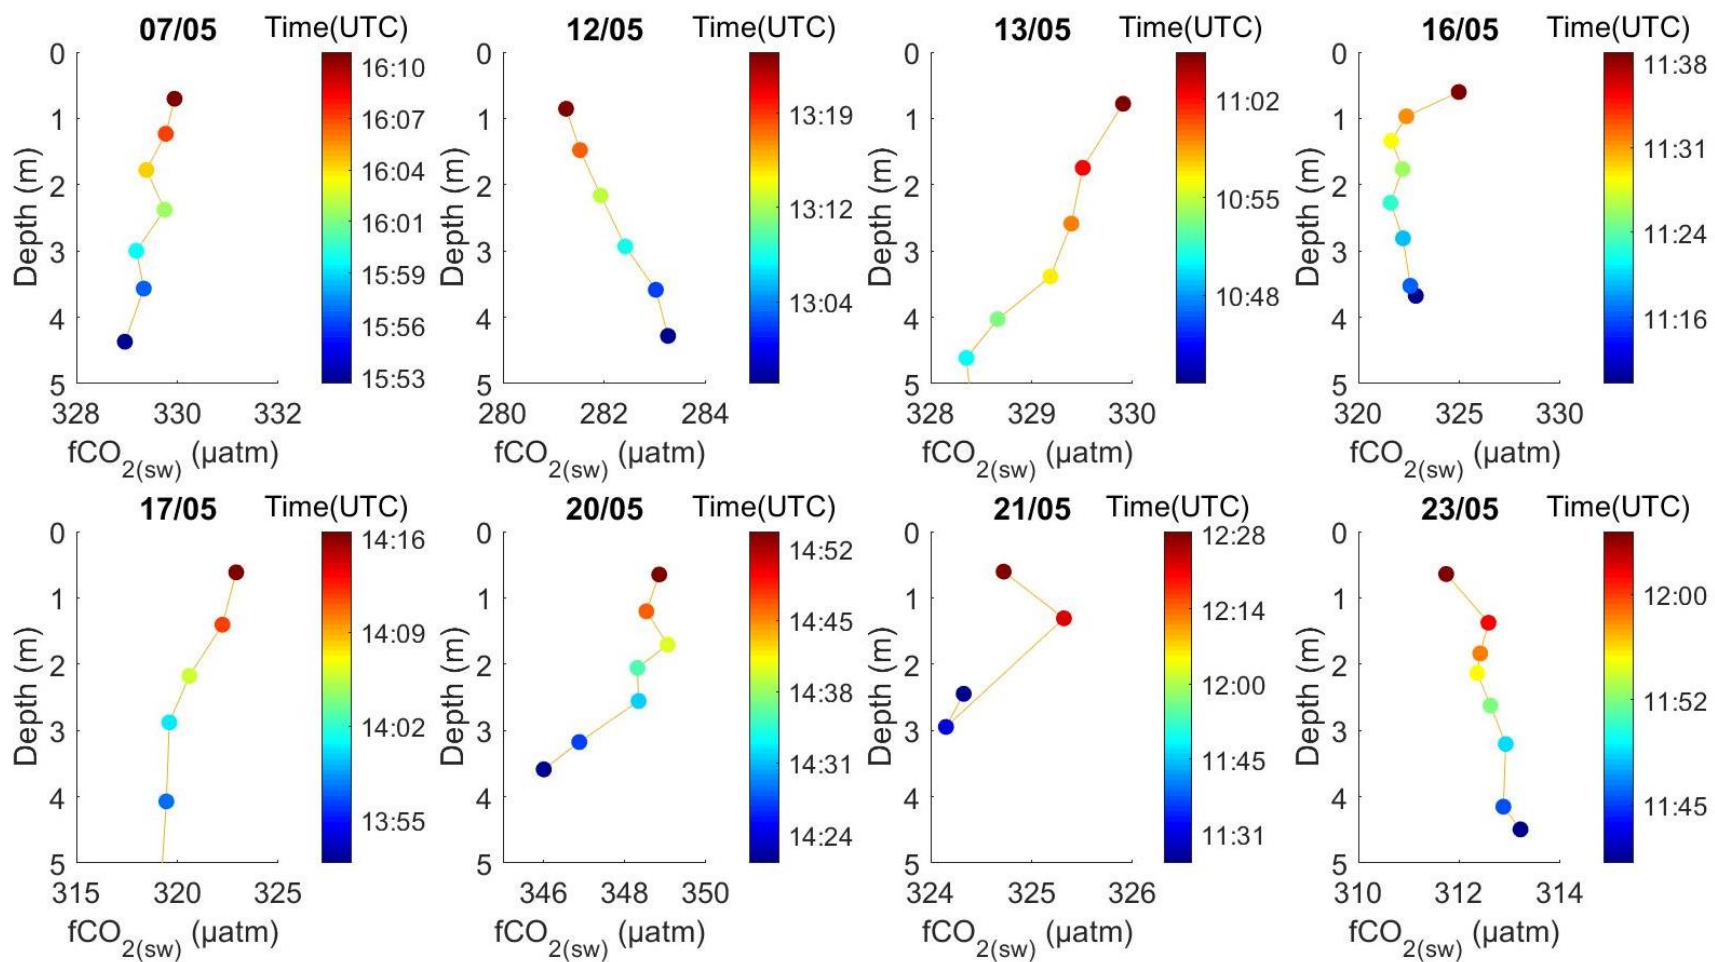 07/05 Time(UTC)
0
1
2
3
4
5
Depth (m)
328 330 332
fCO2(sw) (µatm)
16:10
16:07
16:04
16:01
15:59
15:56
15:53
12/05 Time(UTC)
0
1
2
3
4
5
Depth (m)
280 282 284
fCO2(sw) (µatm)
13:19
13:12
13:04
13/05 Time(UTC)
0
1
2
3
4
5
Depth (m)
328 329 330
fCO2(sw) (µatm)
11:02
10:55
10:48
16/05 Time(UTC)
0
1
2
3
4
5
Depth (m)
320 325 330
fCO2(sw) (µatm)
11:38
11:31
11:24
11:16
17/05 Time(UTC)
0
1
2
3
4
5
Depth (m)
315 320 325
fCO2(sw) (µatm)
14:16
14:09
14:02
13:55
20/05 Time(UTC)
0
1
2
3
4
5
Depth (m)
346 348 350
fCO2(sw) (µatm)
14:52
14:45
14:38
14:31
14:24
21/05 Time(UTC)
0
1
2
3
4
5
Depth (m)
324 325 326
fCO2(sw) (µatm)
12:28
12:14
12:00
11:45
11:31
23/05 Time(UTC)
0
1
2
3
4
5
Depth (m)
310 312 314
fCO2(sw) (µatm)
12:00
11:52
11:45